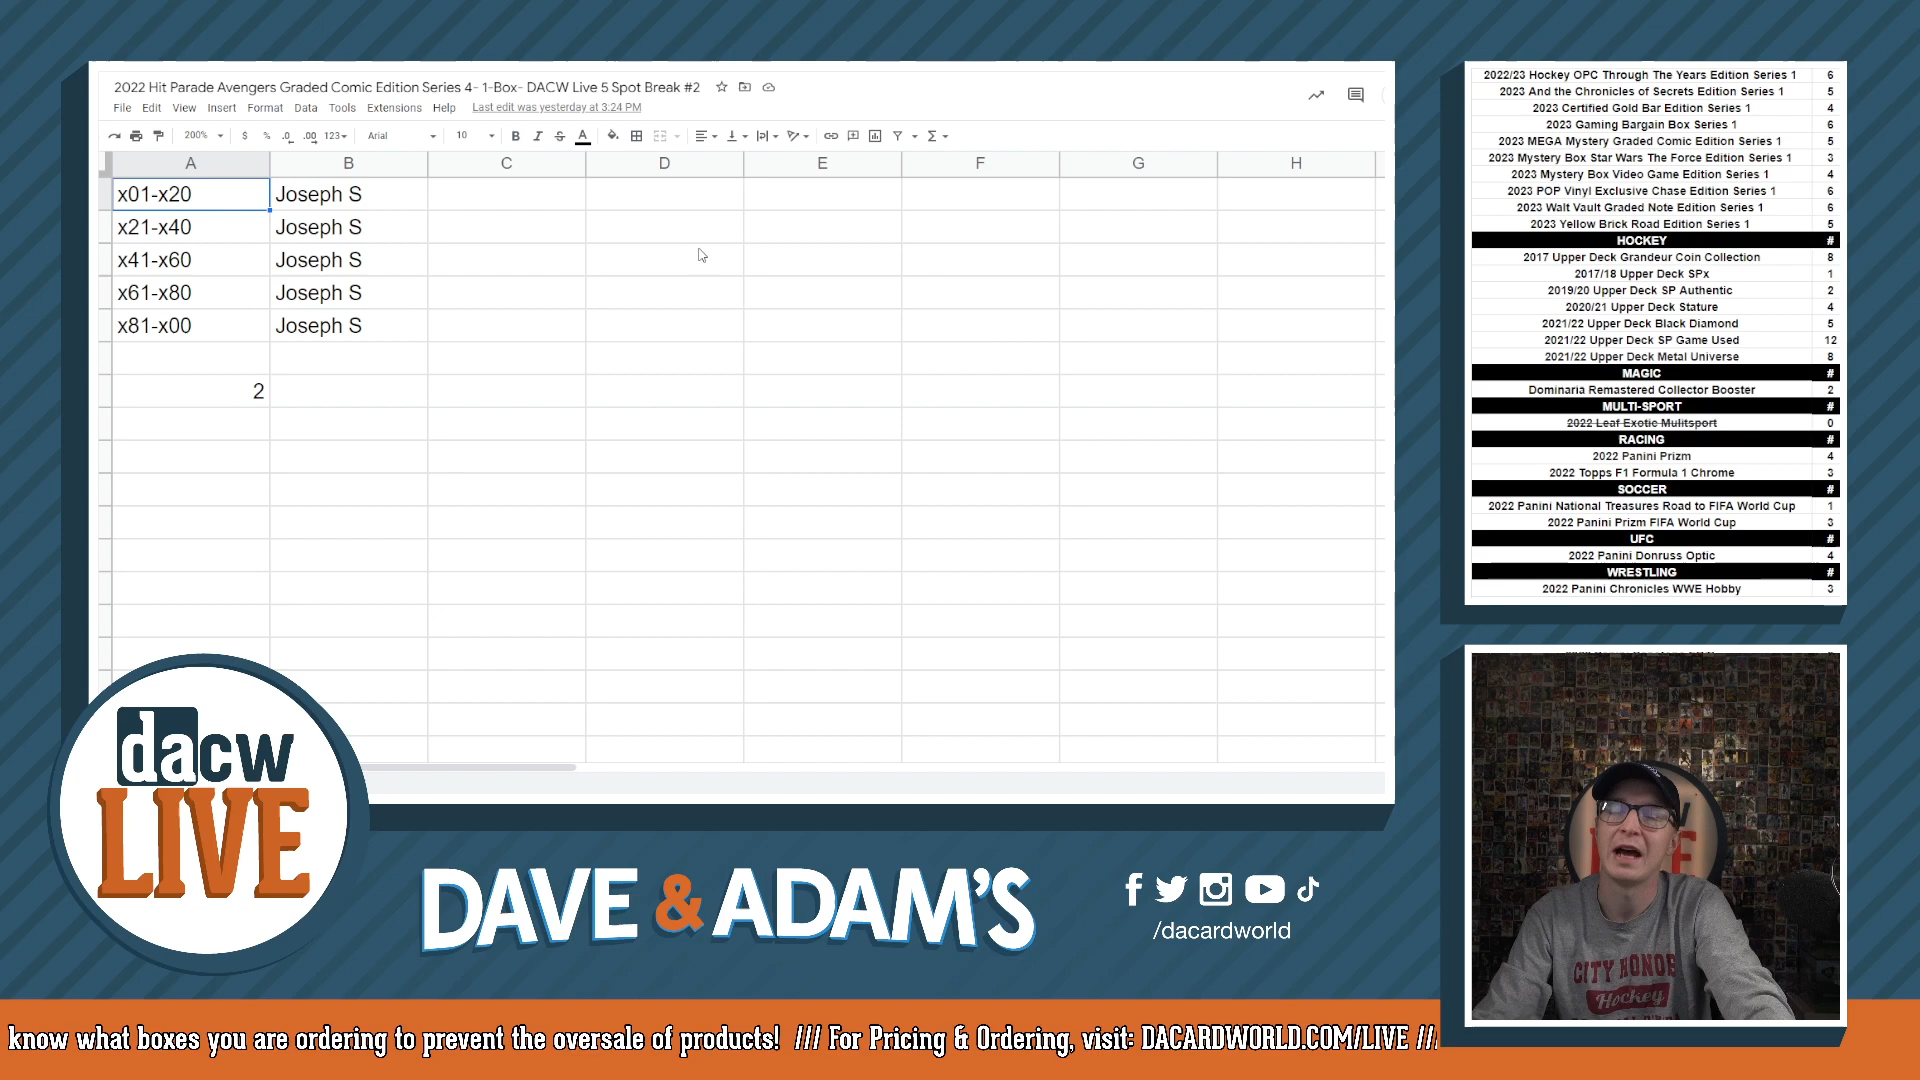 2022 Hit Parade Avengers Graded Comic Edition Series 4- 1-Box- DACW Live 5 Spot Break #2
File Edit View Insert Format Data Tools Extensions Help Last edit was yesterday at 3:24 PM
200% $ % .0 .00 123 Arial 10 B I S A
A B C D E F G H
x01-x20 Joseph S
x21-x40 Joseph S
x41-x60 Joseph S
x61-x80 Joseph S
x81-x00 Joseph S
2
2022/23 Hockey OPC Through The Years Edition Series 1 6
2023 And the Chronicles of Secrets Edition Series 1 5
2023 Certified Gold Bar Edition Series 1 4
2023 Gaming Bargain Box Series 1 6
2023 MEGA Mystery Graded Comic Edition Series 1 5
2023 Mystery Box Star Wars The Force Edition Series 1 3
2023 Mystery Box Video Game Edition Series 1 4
2023 POP Vinyl Exclusive Chase Edition Series 1 6
2023 Walt Vault Graded Note Edition Series 1 6
2023 Yellow Brick Road Edition Series 1 5
HOCKEY #
2017 Upper Deck Grandeur Coin Collection 8
2017/18 Upper Deck SPx 1
2019/20 Upper Deck SP Authentic 2
2020/21 Upper Deck Stature 4
2021/22 Upper Deck Black Diamond 5
2021/22 Upper Deck SP Game Used 12
2021/22 Upper Deck Metal Universe 8
MAGIC #
Dominaria Remastered Collector Booster 2
MULTI-SPORT #
2022 Leaf Exotic Mulitsport 0
RACING #
2022 Panini Prizm 4
2022 Topps F1 Formula 1 Chrome 3
SOCCER #
2022 Panini National Treasures Road to FIFA World Cup 1
2022 Panini Prizm FIFA World Cup 3
UFC #
2022 Panini Donruss Optic 4
WRESTLING #
2022 Panini Chronicles WWE Hobby 3
dacw
LIVE
DAVE & ADAM'S
/dacardworld
CITY HONOR
Hockey
know what boxes you are ordering to prevent the oversale of products! /// For Pricing & Ordering, visit: DACARDWORLD.COM/LIVE //